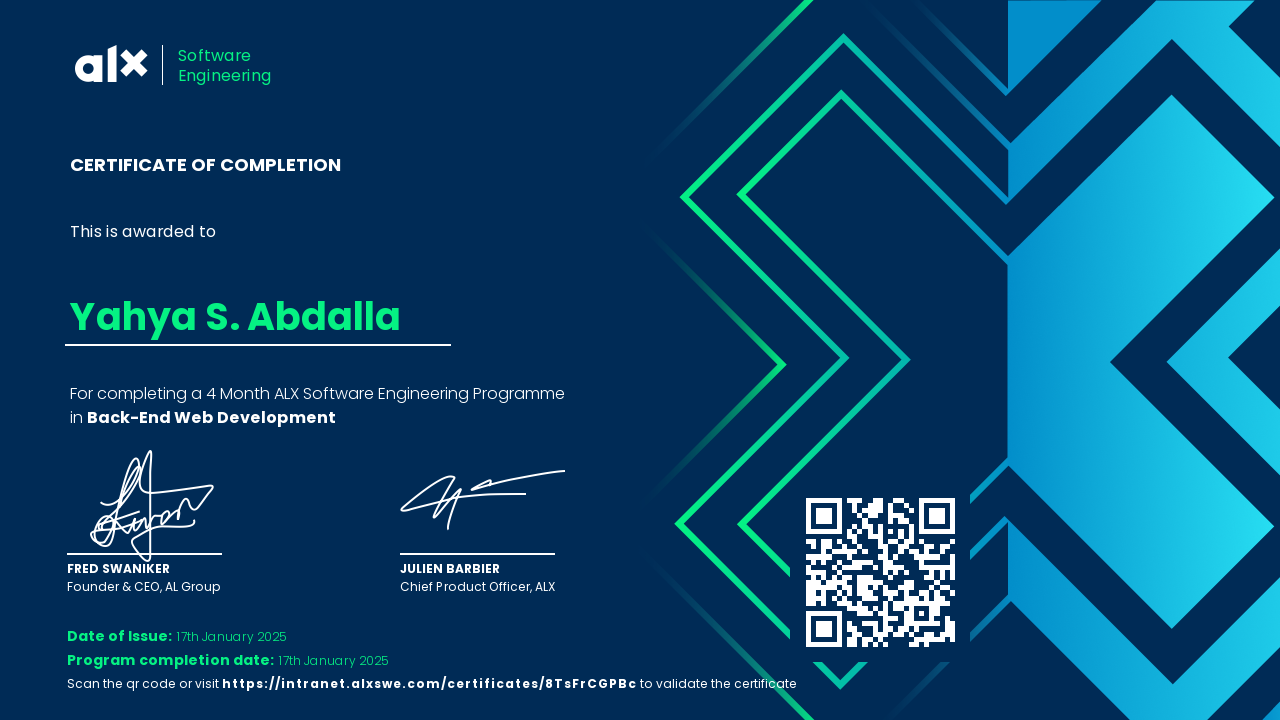 alx
Software
Engineering
CERTIFICATE OF COMPLETION
This is awarded to
Yahya S. Abdalla
For completing a 4 Month ALX Software Engineering Programme
in Back-End Web Development
FRED SWANIKER
Founder & CEO, AL Group
JULIEN BARBIER
Chief Product Officer, ALX
Date of Issue: 17th January 2025
Program completion date: 17th January 2025
Scan the qr code or visit https://intranet.alxswe.com/certificates/8TsFrCGPBc to validate the certificate